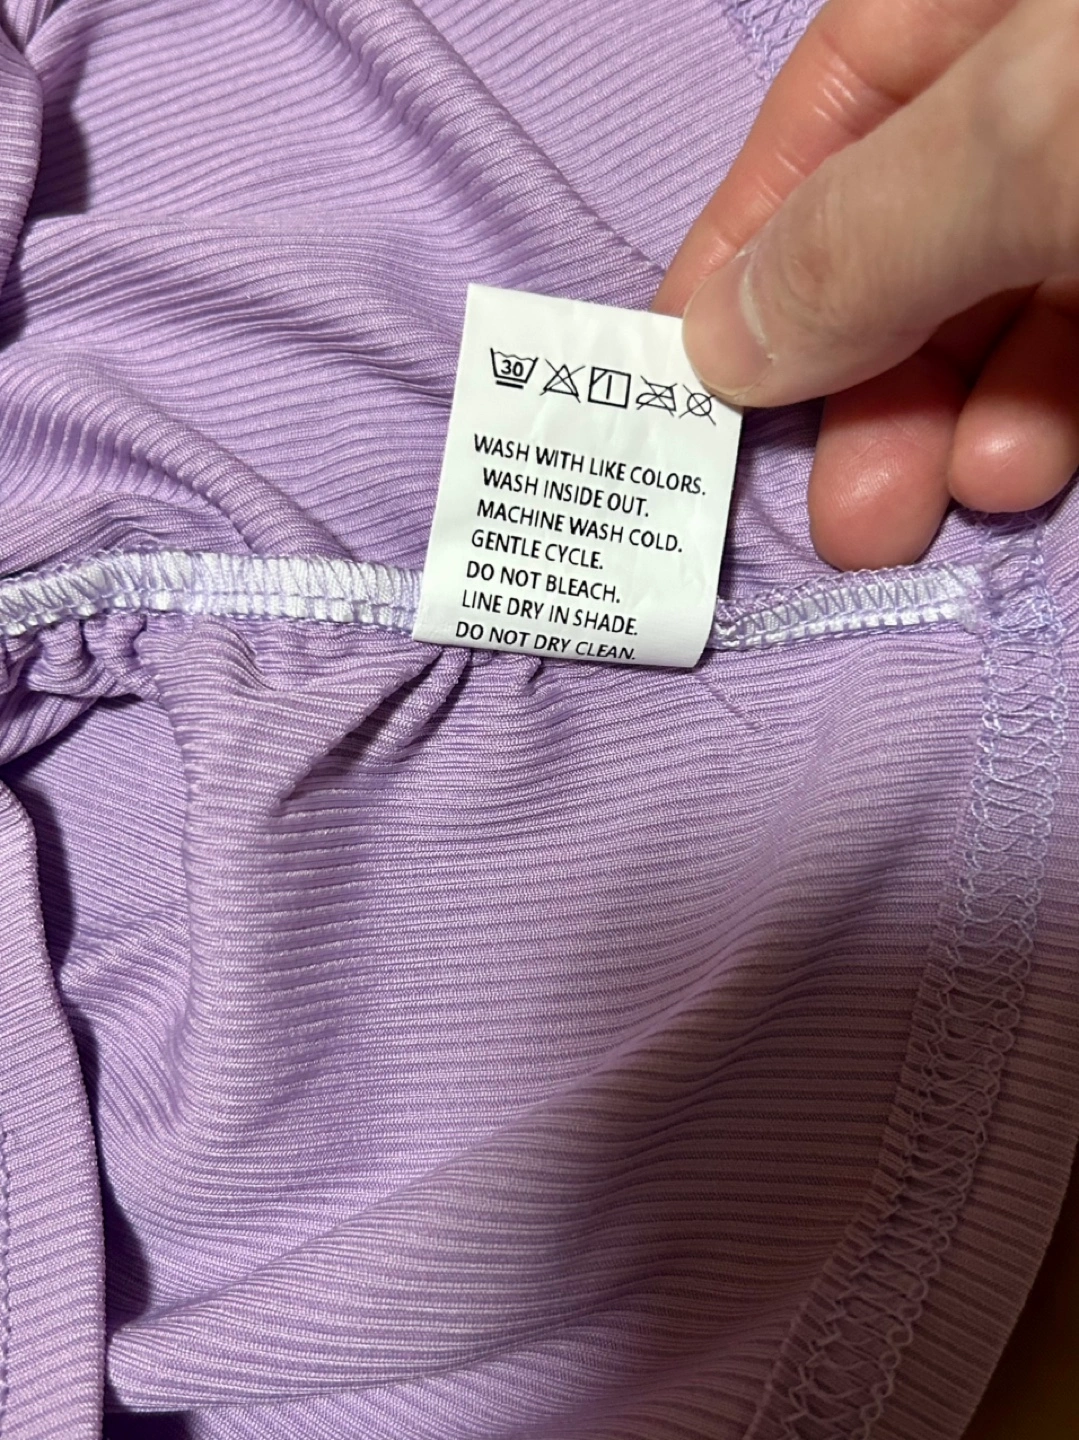 30
WASH WITH LIKE COLORS.
WASH INSIDE OUT.
MACHINE WASH COLD.
GENTLE CYCLE.
DO NOT BLEACH.
LINE DRY IN SHADE.
DO NOT DRY CLEAN.